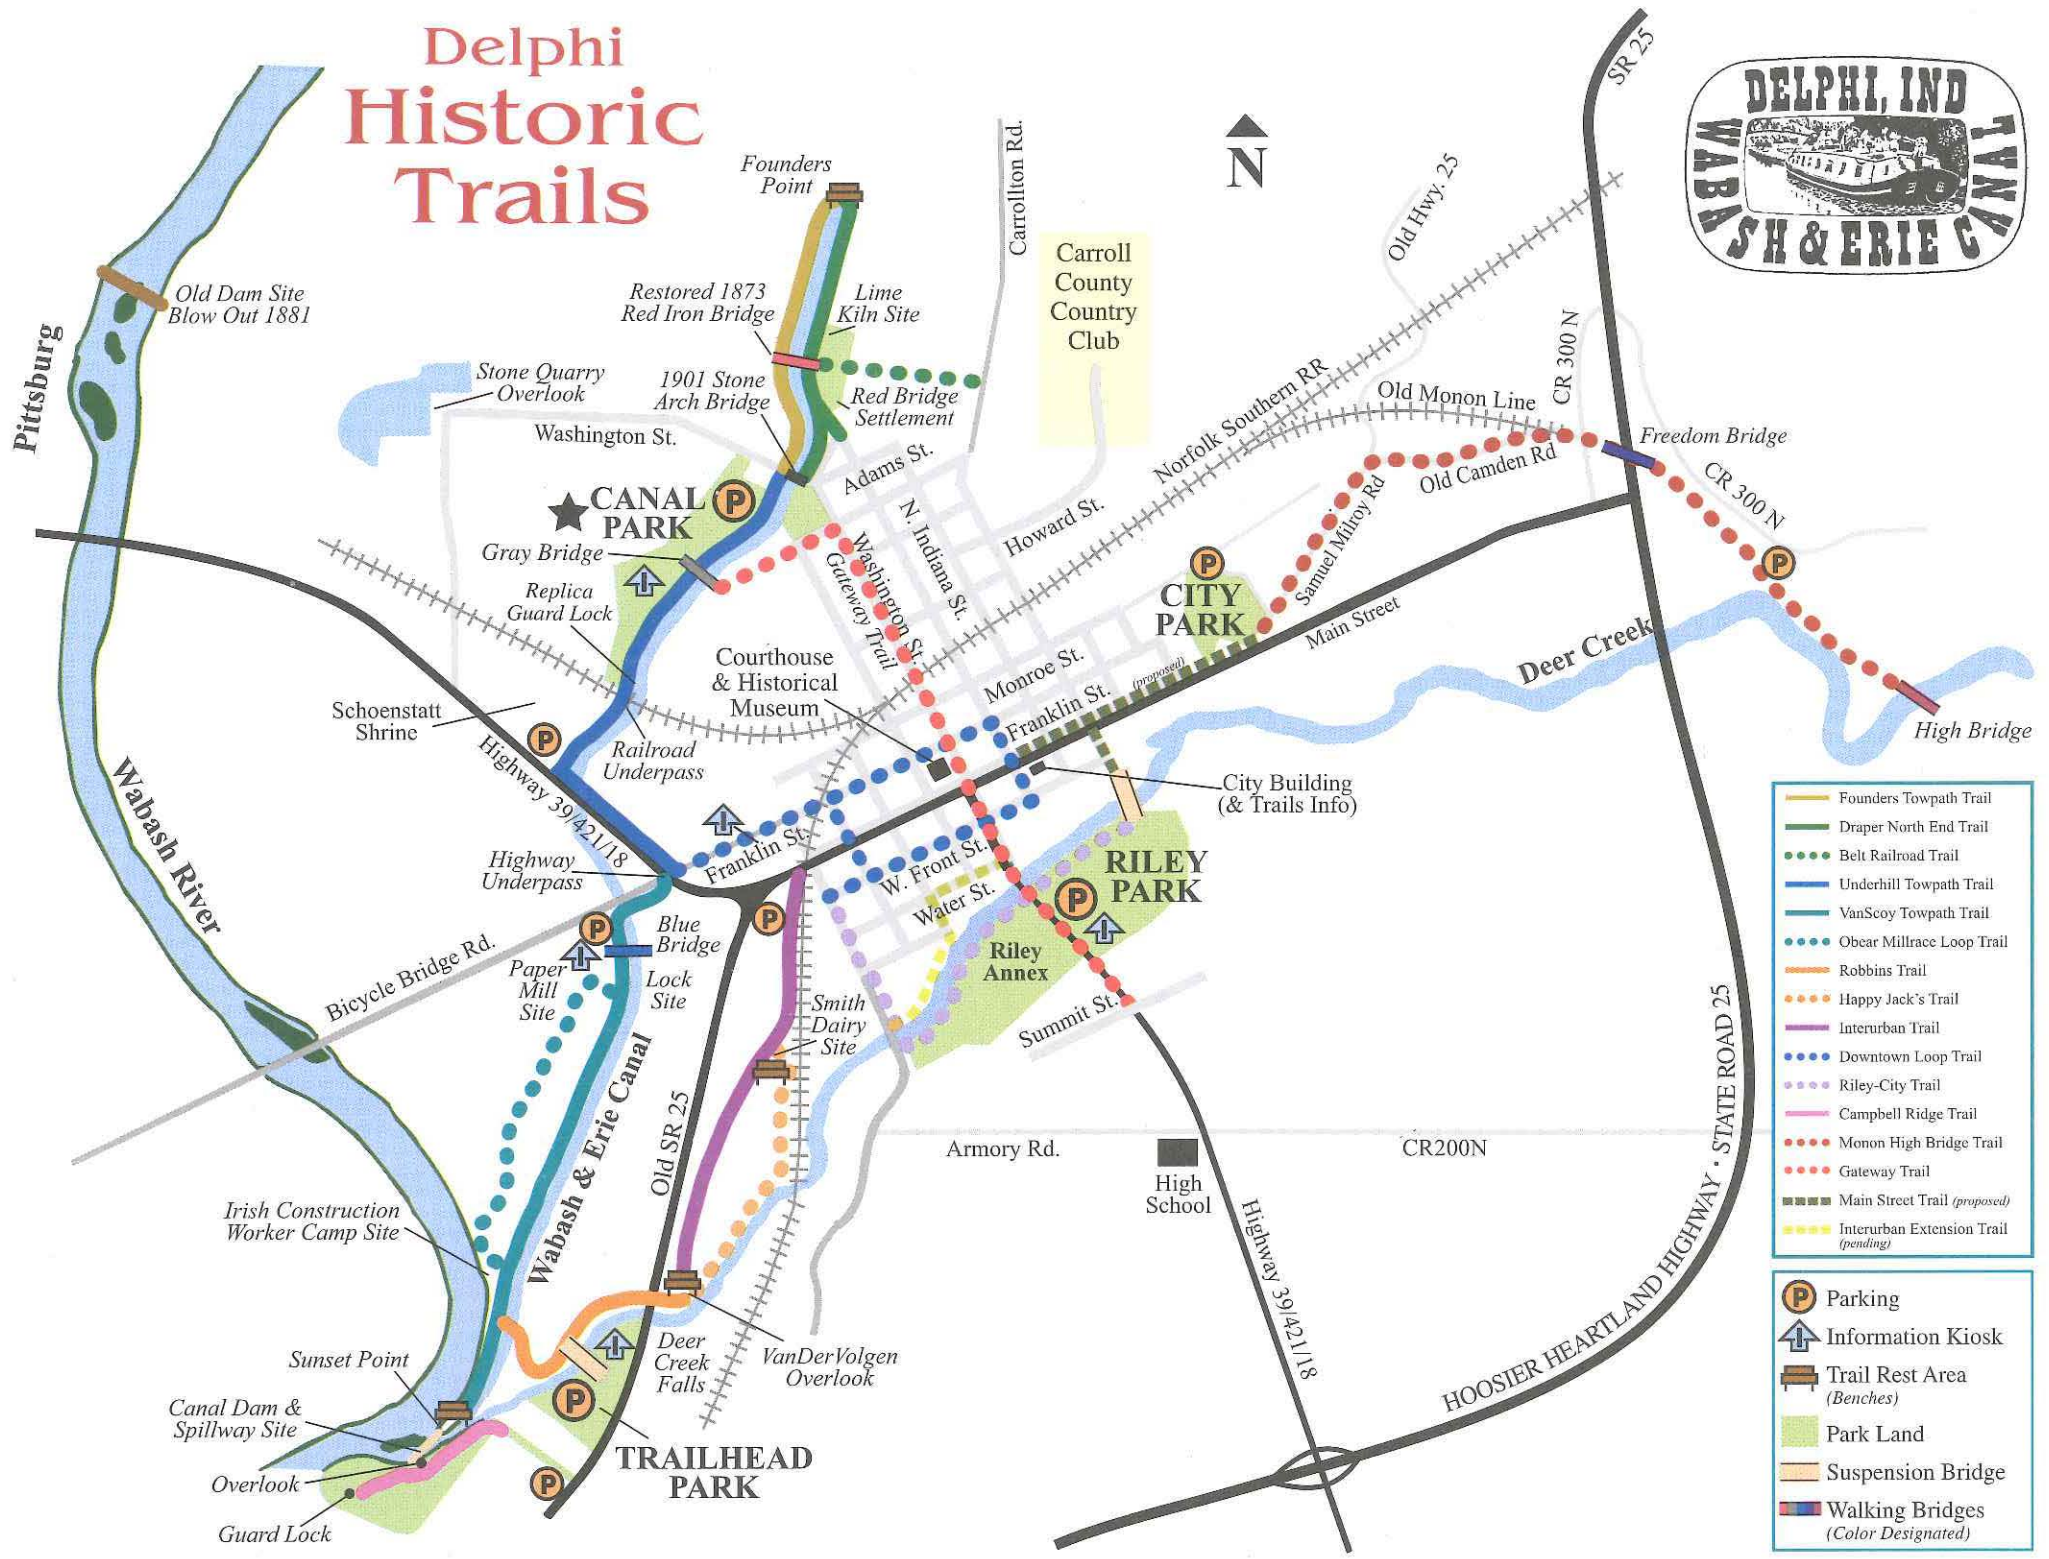 Delphi
Historic
Trails
DELPHI, IND
WABASH & ERIE CANAL
SR 25
N
Founders
Point
Carrollton Rd.
Carroll
County
Country
Club
Old Hwy. 25
Old Dam Site
Blow Out 1881
Restored 1873
Red Iron Bridge
Lime
Kiln Site
Pittsburg
Stone Quarry
Overlook
1901 Stone
Arch Bridge
Red Bridge
Settlement
Washington St.
Adams St.
Norfolk Southern RR
Old Monon Line
CR 300 N
Freedom Bridge
Old Camden Rd
CR 300 N
CANAL
PARK
P
Gray Bridge
Replica
Guard Lock
N. Indiana St.
Howard St.
Washington St.
Gateway Trail
P
CITY
PARK
Samuel Milroy Rd
Main Street
P
Deer Creek
High Bridge
Courthouse
& Historical
Museum
Monroe St.
Franklin St.
(proposed)
Schoenstatt
Shrine
P
Railroad
Underpass
Highway 39/421/18
City Building
(& Trails Info)
Wabash River
Highway
Underpass
Franklin St.
W. Front St.
Water St.
RILEY
PARK
P
Riley
Annex
Summit St.
P
Bicycle Bridge Rd.
P
Blue
Bridge
Paper
Mill
Site
Lock
Site
Smith
Dairy
Site
Wabash & Erie Canal
Old SR 25
Armory Rd.
CR200N
High
School
Highway 39/421/18
HOOSIER HEARTLAND HIGHWAY • STATE ROAD 25
Irish Construction
Worker Camp Site
Sunset Point
Canal Dam &
Spillway Site
Overlook
Guard Lock
Deer
Creek
Falls
VanDerVolgen
Overlook
P
TRAILHEAD
PARK
P
Founders Towpath Trail
Draper North End Trail
Belt Railroad Trail
Underhill Towpath Trail
VanScoy Towpath Trail
Obear Millrace Loop Trail
Robbins Trail
Happy Jack's Trail
Interurban Trail
Downtown Loop Trail
Riley-City Trail
Campbell Ridge Trail
Monon High Bridge Trail
Gateway Trail
Main Street Trail (proposed)
Interurban Extension Trail
(pending)
P Parking
Information Kiosk
Trail Rest Area
(Benches)
Park Land
Suspension Bridge
Walking Bridges
(Color Designated)